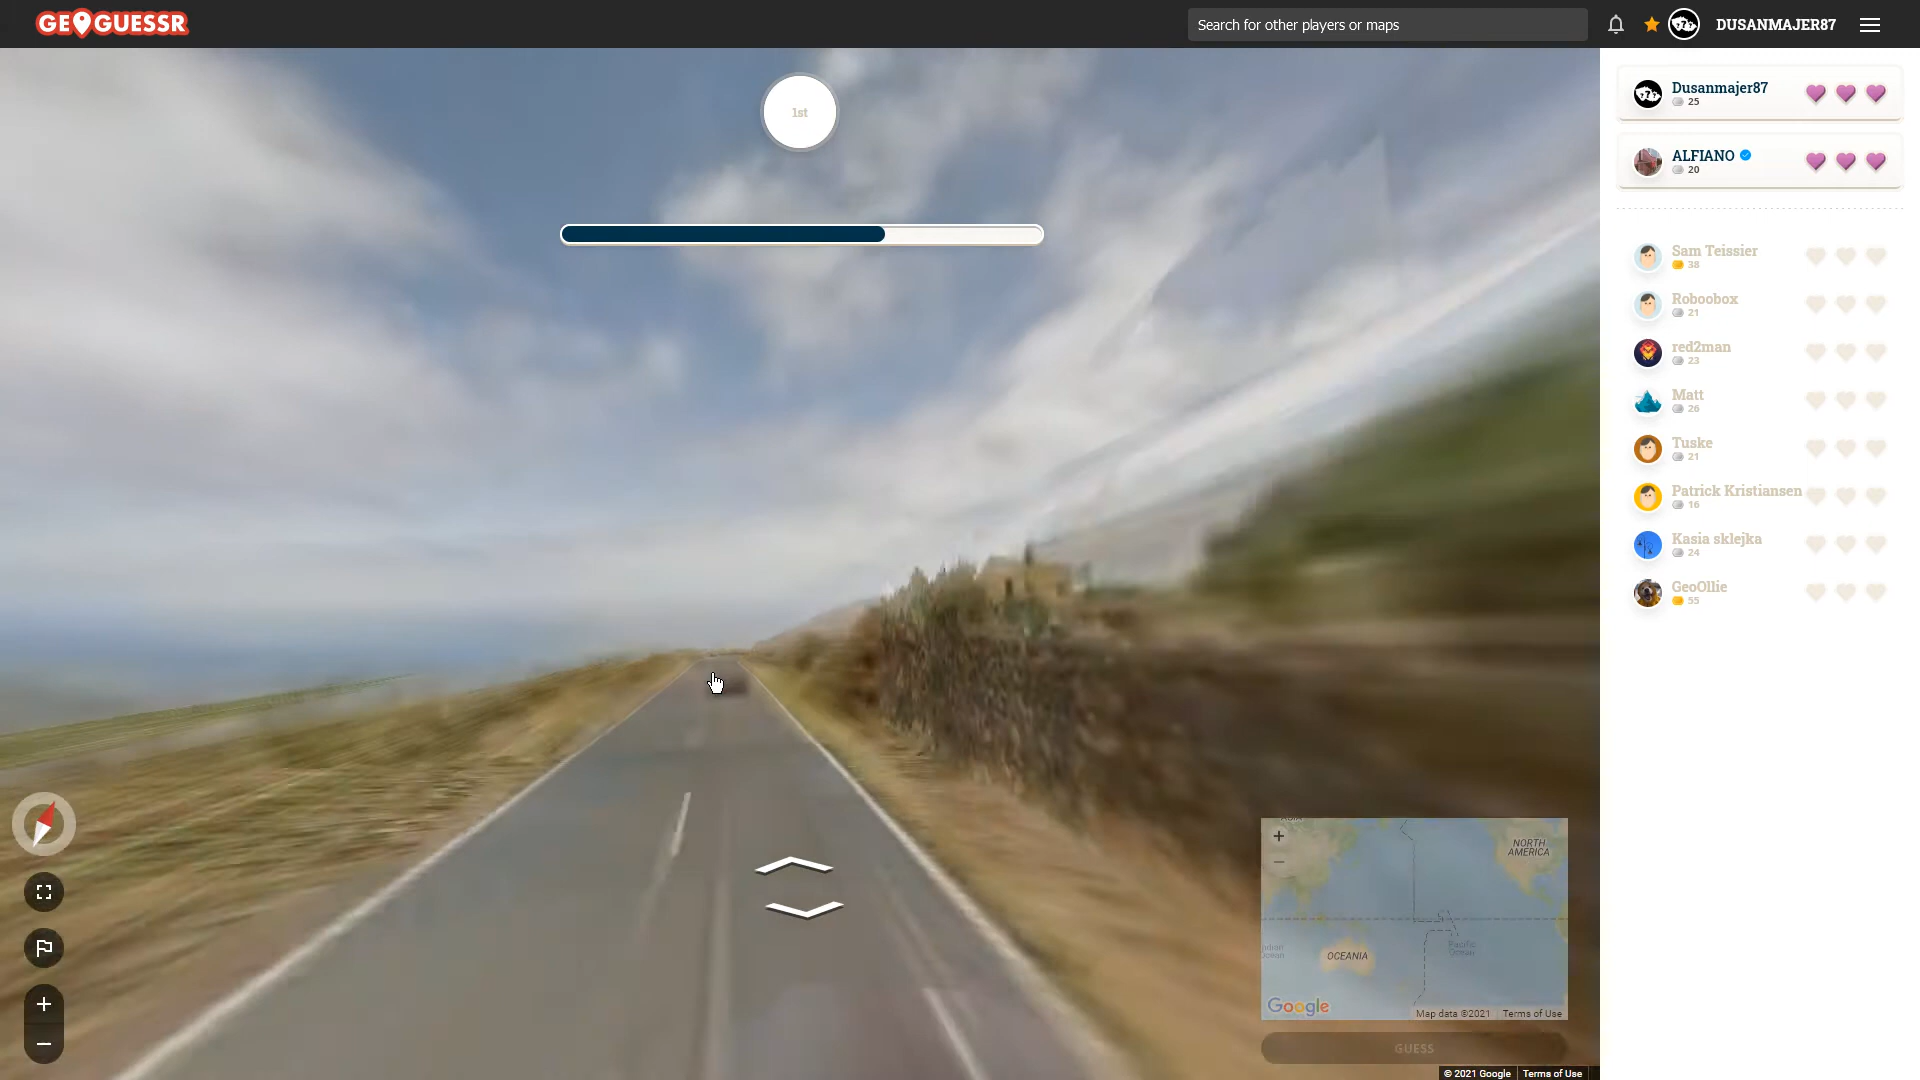 GEOGUESSR
Search for other players or maps
DUSANMAJER87
1st
Dusanmajer87
25
ALFIANO
20
Sam Teissier
38
Roboobox
21
red2man
23
Matt
26
Tuske
21
Patrick Kristiansen
16
Kasia sklejka
24
GeoOllie
55
NORTH
AMERICA
OCEANIA
Pacific
Ocean
Google
Map data ©2021
Terms of Use
GUESS
© 2021 Google
Terms of Use